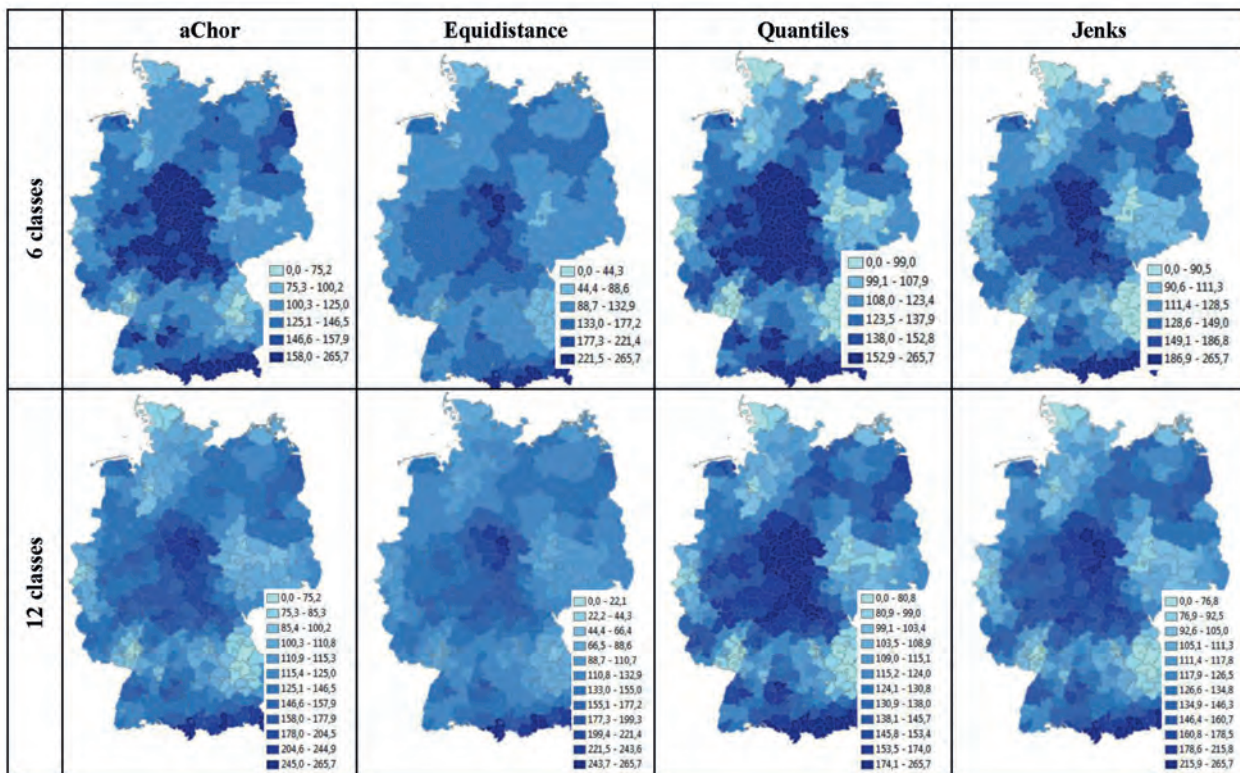 aChor
Equidistance
Quantiles
Jenks
6 classes
0,0 - 75,2
75,3 - 100,2
100,3 - 125,0
125,1 - 146,5
146,6 - 157,9
158,0 - 265,7
0,0 - 44,3
44,4 - 88,6
88,7 - 132,9
133,0 - 177,2
177,3 - 221,4
221,5 - 265,7
0,0 - 99,0
99,1 - 107,9
108,0 - 123,4
123,5 - 137,9
138,0 - 152,8
152,9 - 265,7
0,0 - 90,5
90,6 - 111,3
111,4 - 128,5
128,6 - 149,0
149,1 - 186,8
186,9 - 265,7
12 classes
0,0 - 75,2
75,3 - 85,3
85,4 - 100,2
100,3 - 110,8
110,9 - 115,3
115,4 - 125,0
125,1 - 146,5
146,6 - 157,9
158,0 - 177,9
178,0 - 204,5
204,6 - 244,9
245,0 - 265,7
0,0 - 22,1
22,2 - 44,3
44,4 - 66,4
66,5 - 88,6
88,7 - 110,7
110,8 - 132,9
133,0 - 155,0
155,1 - 177,2
177,3 - 199,3
199,4 - 221,4
221,5 - 243,6
243,7 - 265,7
0,0 - 80,8
80,9 - 99,0
99,1 - 103,4
103,5 - 108,9
109,0 - 115,1
115,2 - 124,0
124,1 - 130,8
130,9 - 138,0
138,1 - 145,7
145,8 - 153,4
153,5 - 174,0
174,1 - 265,7
0,0 - 76,8
76,9 - 92,5
92,6 - 105,0
105,1 - 111,3
111,4 - 117,8
117,9 - 126,5
126,6 - 134,8
134,9 - 146,3
146,4 - 160,7
160,8 - 178,5
178,6 - 215,8
215,9 - 265,7